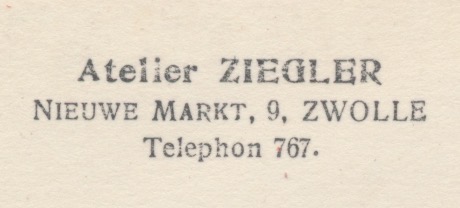 Atelier ZIEGLER
NIEUWE MARKT, 9, ZWOLLE
Telephon 767.